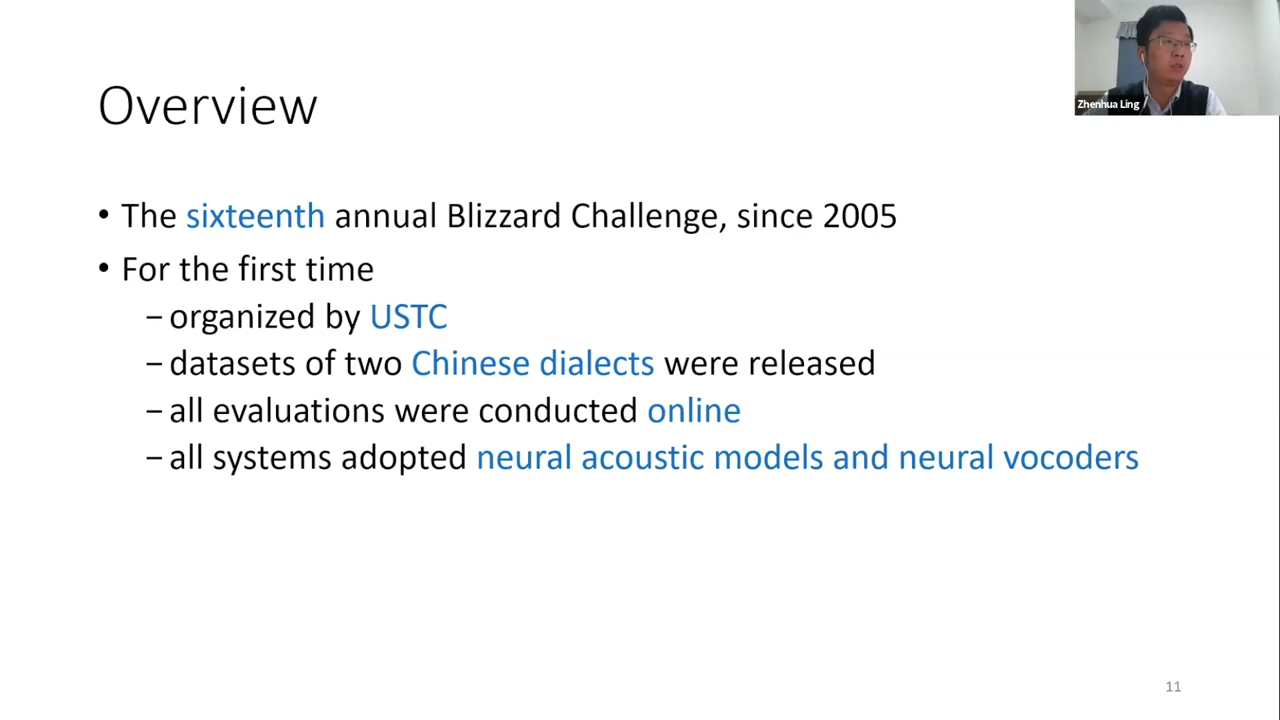 Zhenhua Ling
Overview
• The sixteenth annual Blizzard Challenge, since 2005
• For the first time
– organized by USTC
– datasets of two Chinese dialects were released
– all evaluations were conducted online
– all systems adopted neural acoustic models and neural vocoders
11